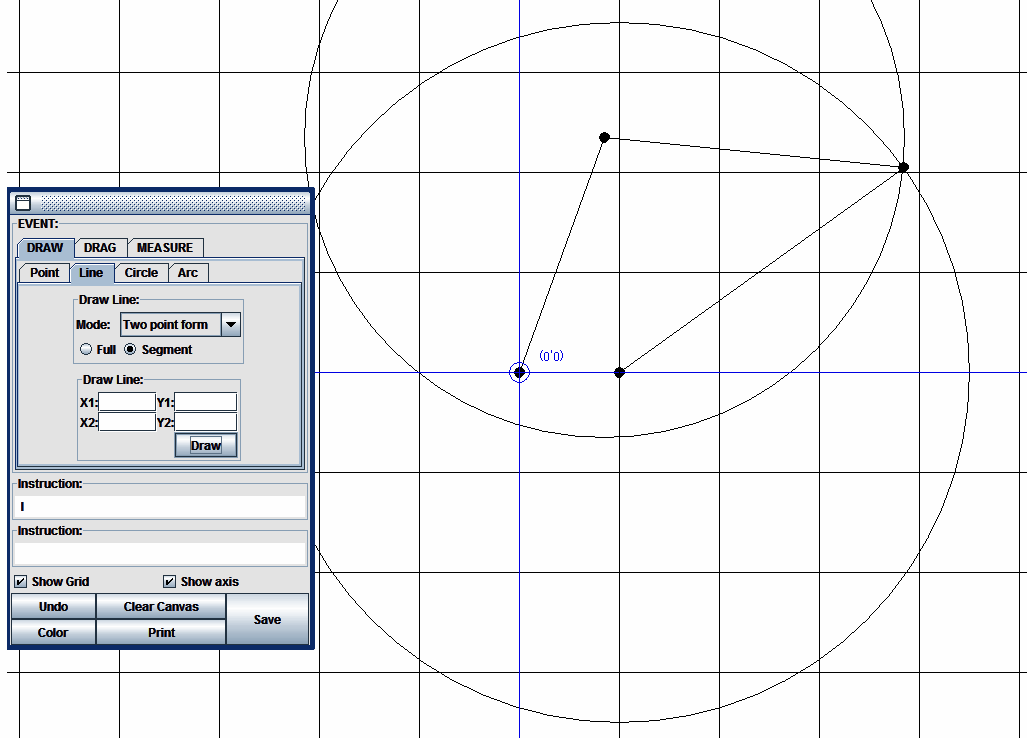 EVENT:
DRAW DRAG MEASURE
Point Line Circle Arc
Draw Line:
Mode: Two point form
Full Segment
(0'0)
Draw Line:
X1: Y1:
X2: Y2:
Draw
Instruction:
I
Instruction:
Show Grid Show axis
Undo Clear Canvas Save
Color Print